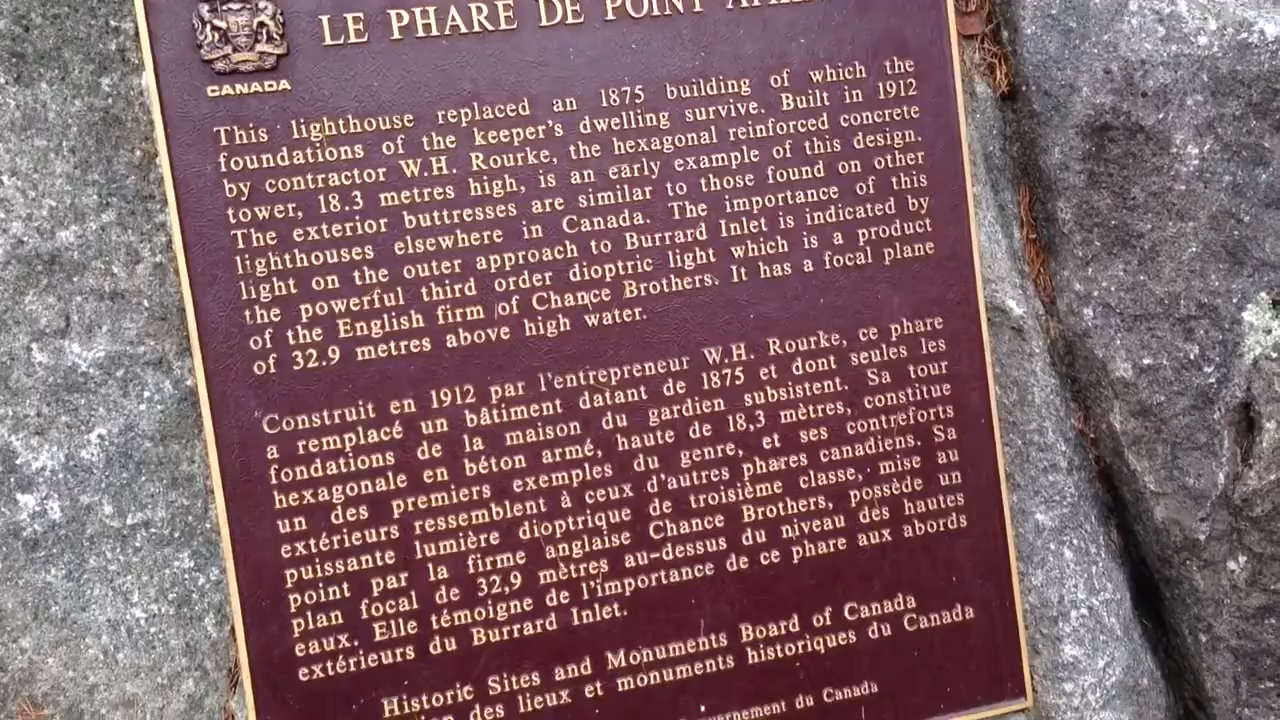 LE PHARE DE POINT
CANADA
This lighthouse replaced an 1875 building of which the
foundations of the keeper's dwelling survive. Built in 1912
by contractor W.H. Rourke, the hexagonal reinforced concrete
tower, 18.3 metres high, is an early example of this design.
The exterior buttresses are similar to those found on other
lighthouses elsewhere in Canada. The importance of this
light on the outer approach to Burrard Inlet is indicated by
the powerful third order dioptric light which is a product
of the English firm of Chance Brothers. It has a focal plane
of 32.9 metres above high water.
Construit en 1912 par l'entrepreneur W.H. Rourke, ce phare
a remplacé un bâtiment datant de 1875 et dont seules les
fondations de la maison du gardien subsistent. Sa tour
hexagonale en béton armé, haute de 18,3 mètres, constitue
un des premiers exemples du genre, et ses contreforts
extérieurs ressemblent à ceux d'autres phares canadiens. Sa
puissante lumière dioptrique de troisième classe, mise au
point par la firme anglaise Chance Brothers, possède un
plan focal de 32,9 mètres au-dessus du niveau des hautes
eaux. Elle témoigne de l'importance de ce phare aux abords
extérieurs du Burrard Inlet.
Historic Sites and Monuments Board of Canada
des lieux et monuments historiques du Canada
du Canada